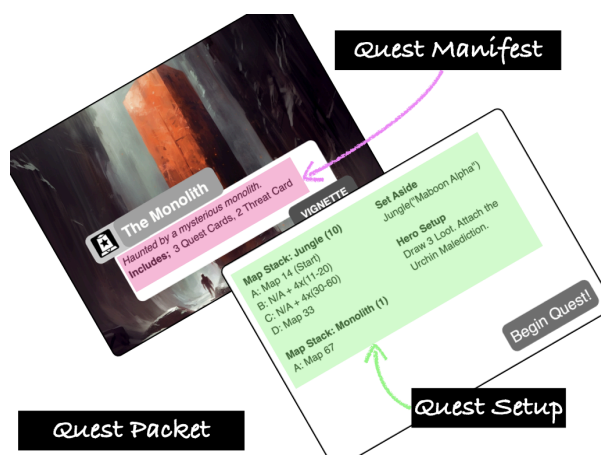 Quest Manifest
The Monolith
Haunted by a mysterious monolith.
Includes; 3 Quest Cards, 2 Threat Card
VIGNETTE
Map Stack: Jungle (10)
A: Map 14 (Start)
B: N/A + 4x(11-20)
C: N/A + 4x(30-60)
D: Map 33
Map Stack: Monolith (1)
A: Map 67
Set Aside
Jungle("Maboon Alpha")
Hero Setup
Draw 3 Loot. Attach the
Urchin Malediction.
Begin Quest!
Quest Setup
Quest Packet